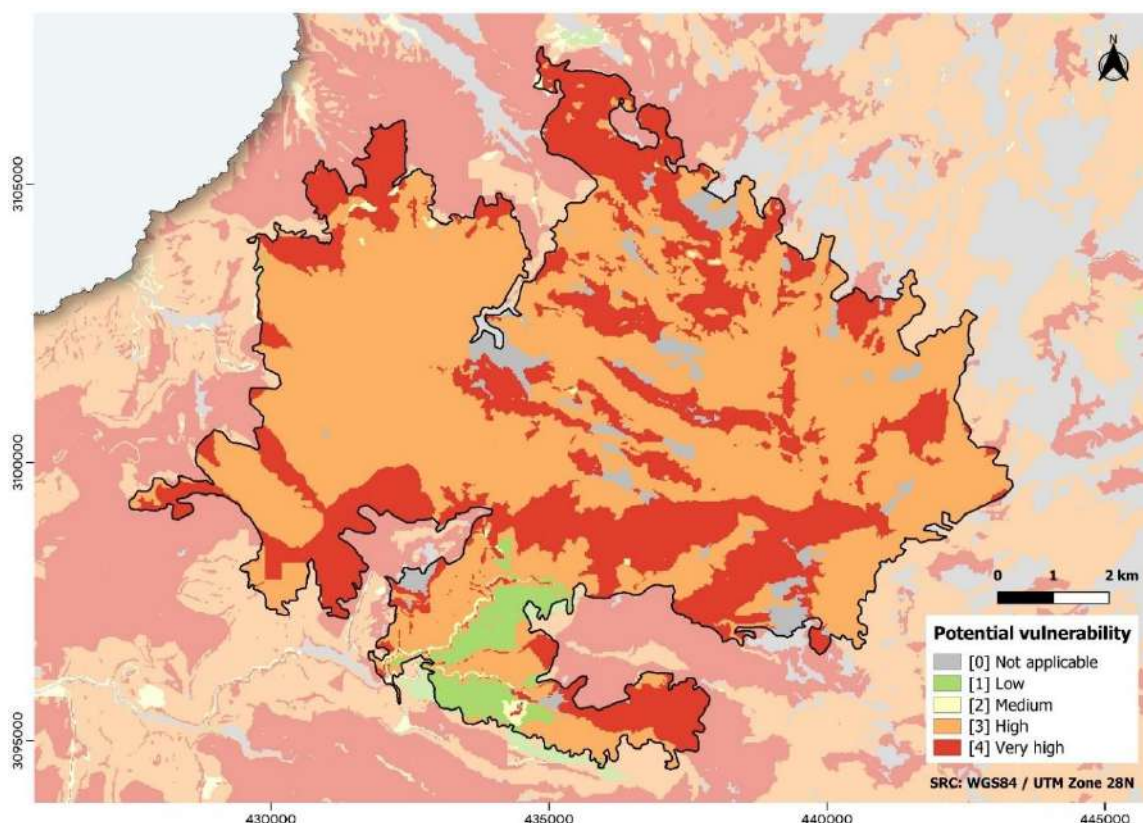 N
3105000
3100000
3095000
0 1 2 km
Potential vulnerability
[0] Not applicable
[1] Low
[2] Medium
[3] High
[4] Very high
SRC: WGS84 / UTM Zone 28N
430000 435000 440000 445000